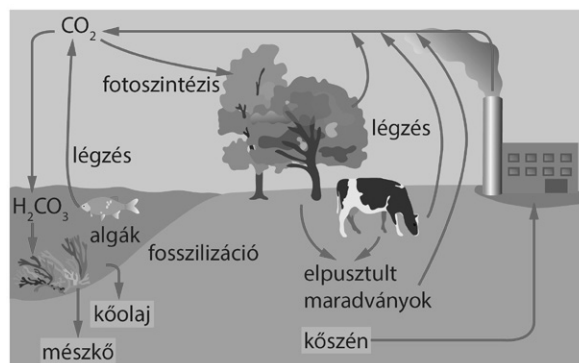 CO₂
fotoszintézis
légzés
légzés
H₂CO₃
algák
fosszilizáció
elpusztult
maradványok
kőolaj
kőszén
mészkő